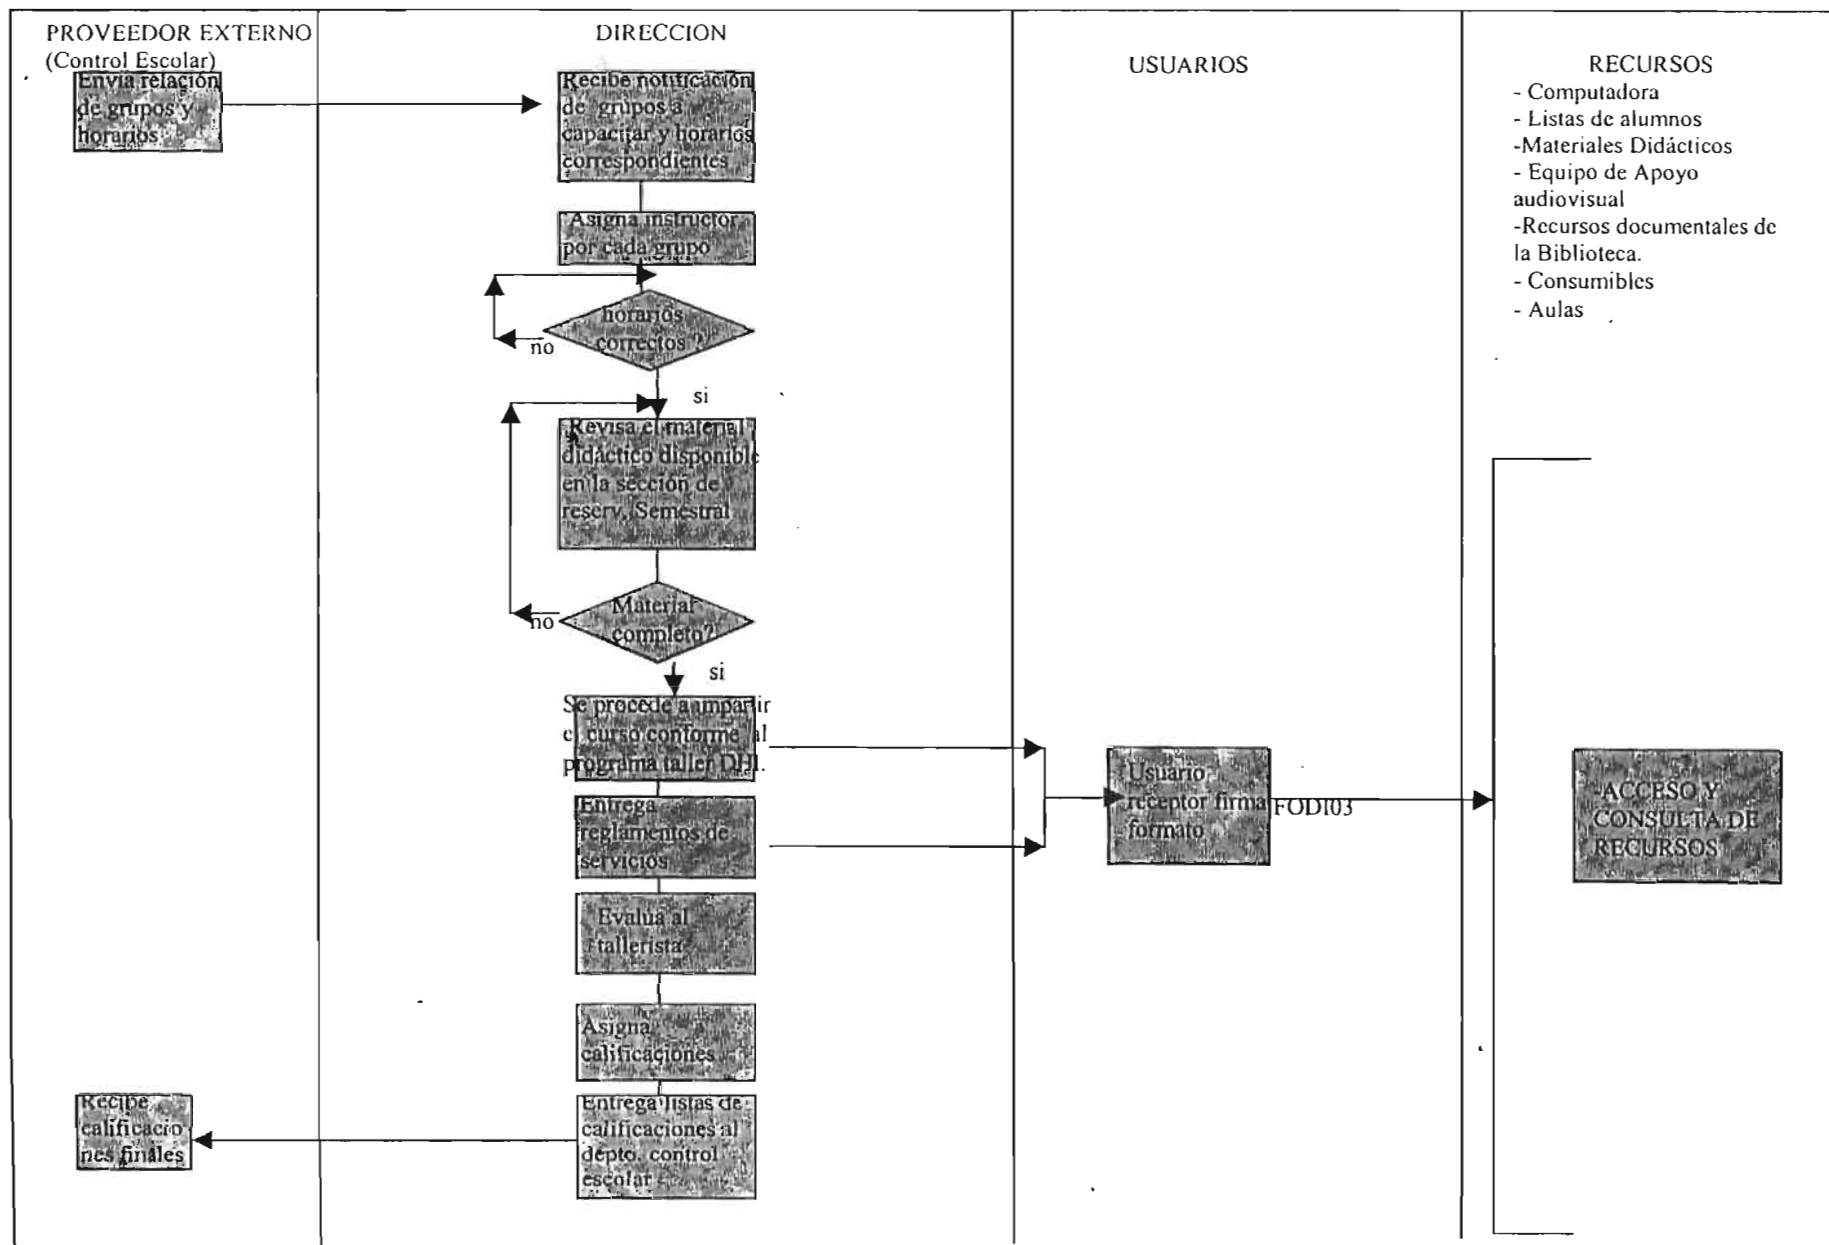 PROVEEDOR EXTERNO
(Control Escolar)
Envía relación
de grupos y
horarios
DIRECCION
Recibe notificación
de grupos a
capacitar y horarios
correspondientes
Asigna instructor
por cada grupo
horarios
correctos ?
no
si
Revisa el material
didáctico disponible
en la sección de
reserv. Semestral
Material
completo?
no
si
Se procede a impartir
el curso conforme al
programa taller DHI.
Entrega
reglamentos de
servicios
Evalúa al
tallerista
Asigna
calificaciones
Entrega listas de
calificaciones al
depto. control
escolar
Recibe
calificacio
nes finales
USUARIOS
Usuario
receptor firma
formato
FODI03
RECURSOS
- Computadora
- Listas de alumnos
-Materiales Didácticos
- Equipo de Apoyo
audiovisual
-Recursos documentales de
la Biblioteca.
- Consumibles
- Aulas
ACCESO Y
CONSULTA DE
RECURSOS